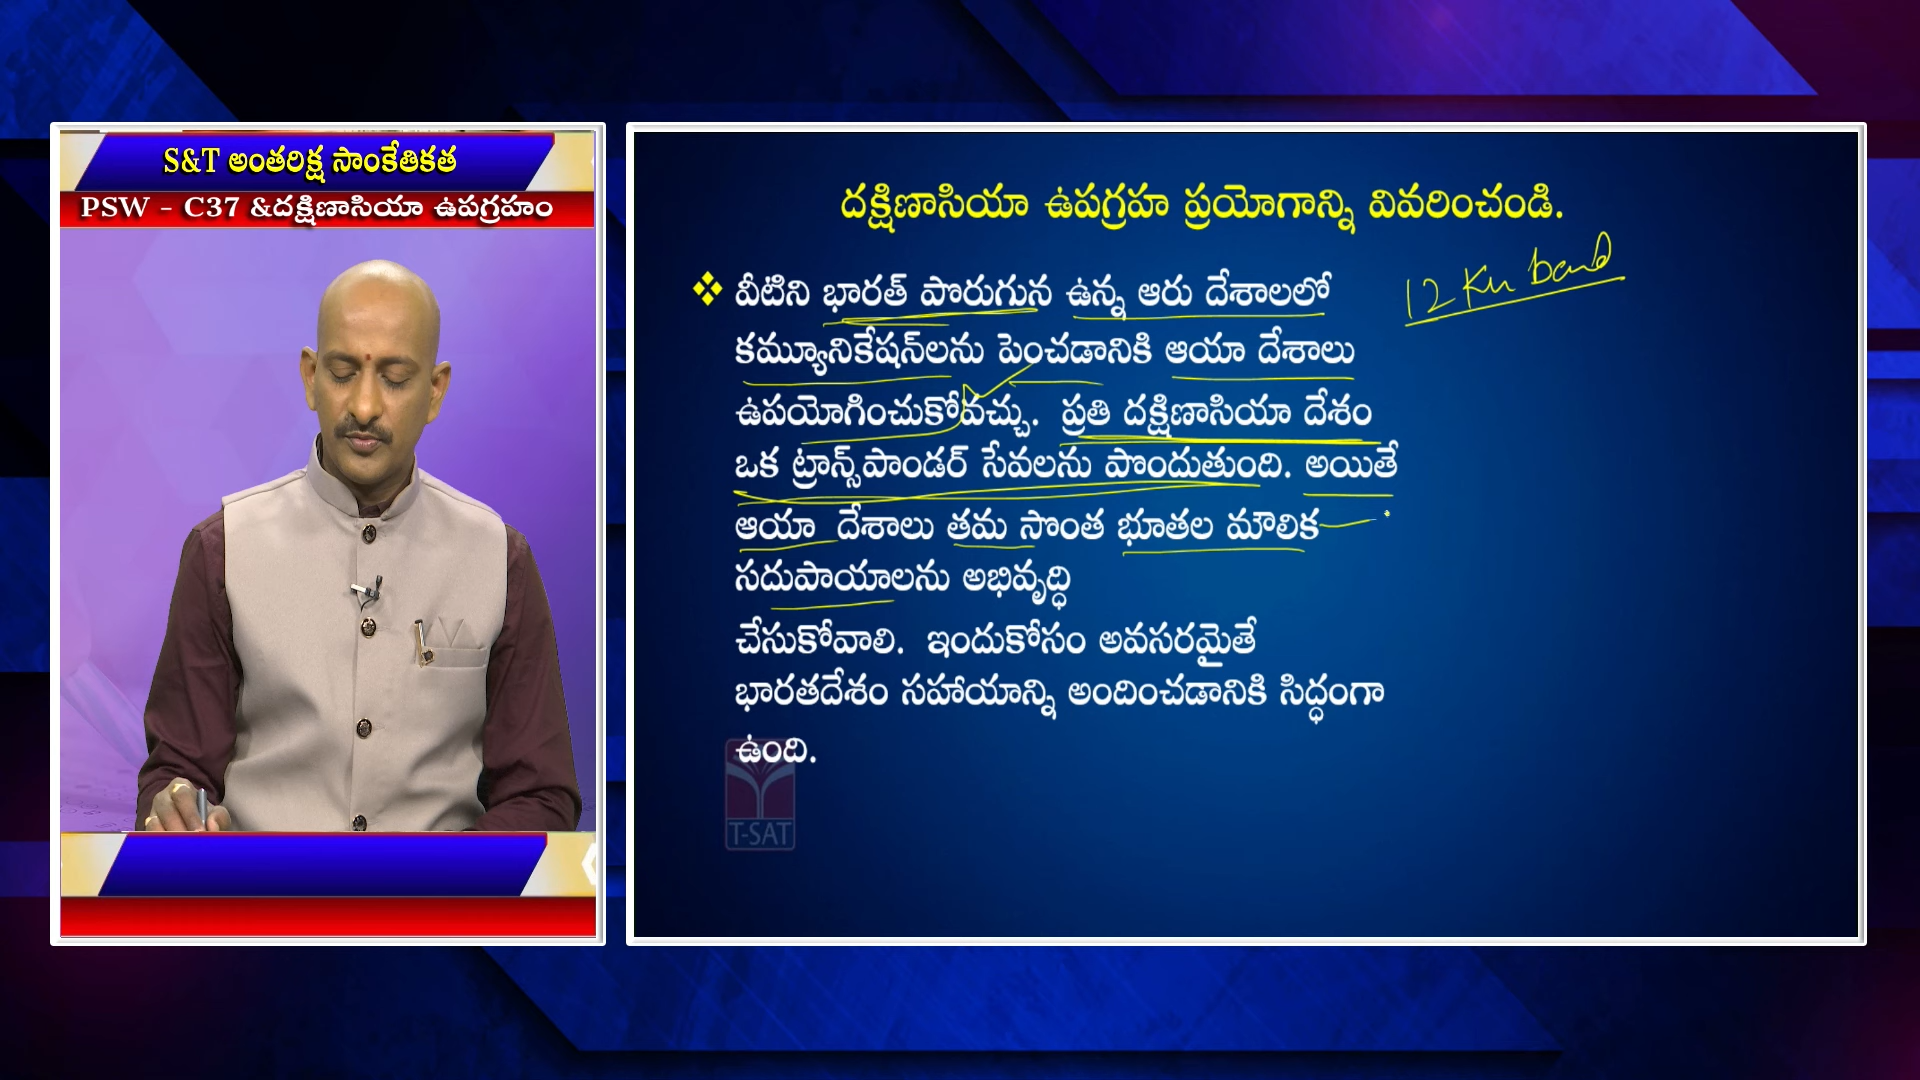 S&T అంతరిక్ష సాంకేతికత
PSW - C37 &దక్షిణాసియా ఉపగ్రహం
దక్షిణాసియా ఉపగ్రహ ప్రయోగాన్ని వివరించండి.
12 Ku band
❖ వీటిని భారత్ పొరుగున ఉన్న ఆరు దేశాలలో
కమ్యూనికేషన్‌లను పెంచడానికి ఆయా దేశాలు
ఉపయోగించుకోవచ్చు. ప్రతి దక్షిణాసియా దేశం
ఒక ట్రాన్స్‌పాండర్ సేవలను పొందుతుంది. అయితే
ఆయా దేశాలు తమ సొంత భూతల మౌలిక
సదుపాయాలను అభివృద్ధి
చేసుకోవాలి. ఇందుకోసం అవసరమైతే
భారతదేశం సహాయాన్ని అందించడానికి సిద్ధంగా
ఉంది.
T-SAT